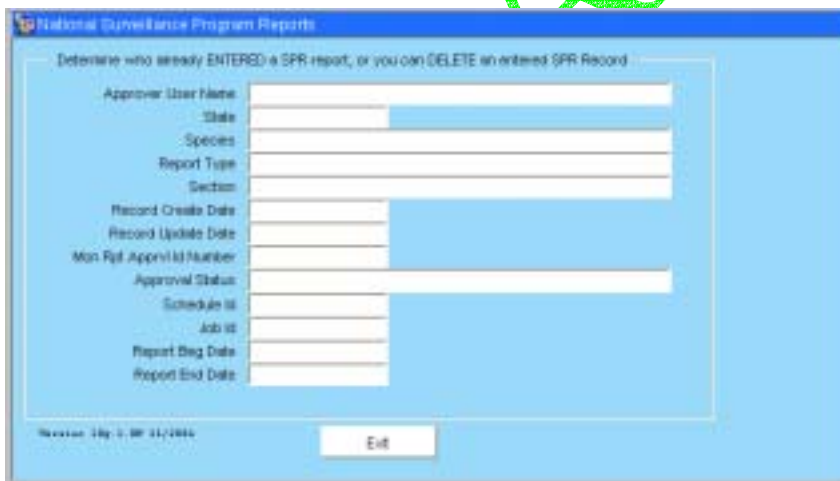 National Surveillance Program Reports
Determine who already ENTERED a SPR report, or you can DELETE an entered SPR Record
Approver User Name
State
Species
Report Type
Section
Record Create Date
Record Update Date
Mon Rpt Apprvl Id Number
Approval Status
Schedule Id
Job Id
Report Beg Date
Report End Date
Version
Exit